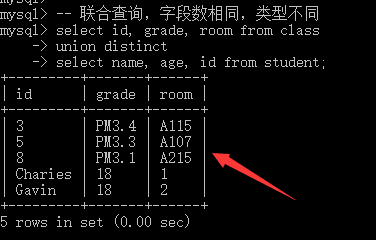 mysql>
mysql> -- 联合查询，字段数相同，类型不同
mysql> select id, grade, room from class
    -> union distinct
    -> select name, age, id from student;
+---------+-------+------+
| id      | grade | room |
+---------+-------+------+
| 3       | PM3.4 | A115 |
| 5       | PM3.3 | A107 |
| 8       | PM3.1 | A215 |
| Charies | 18    | 1    |
| Gavin   | 18    | 2    |
+---------+-------+------+
5 rows in set (0.00 sec)